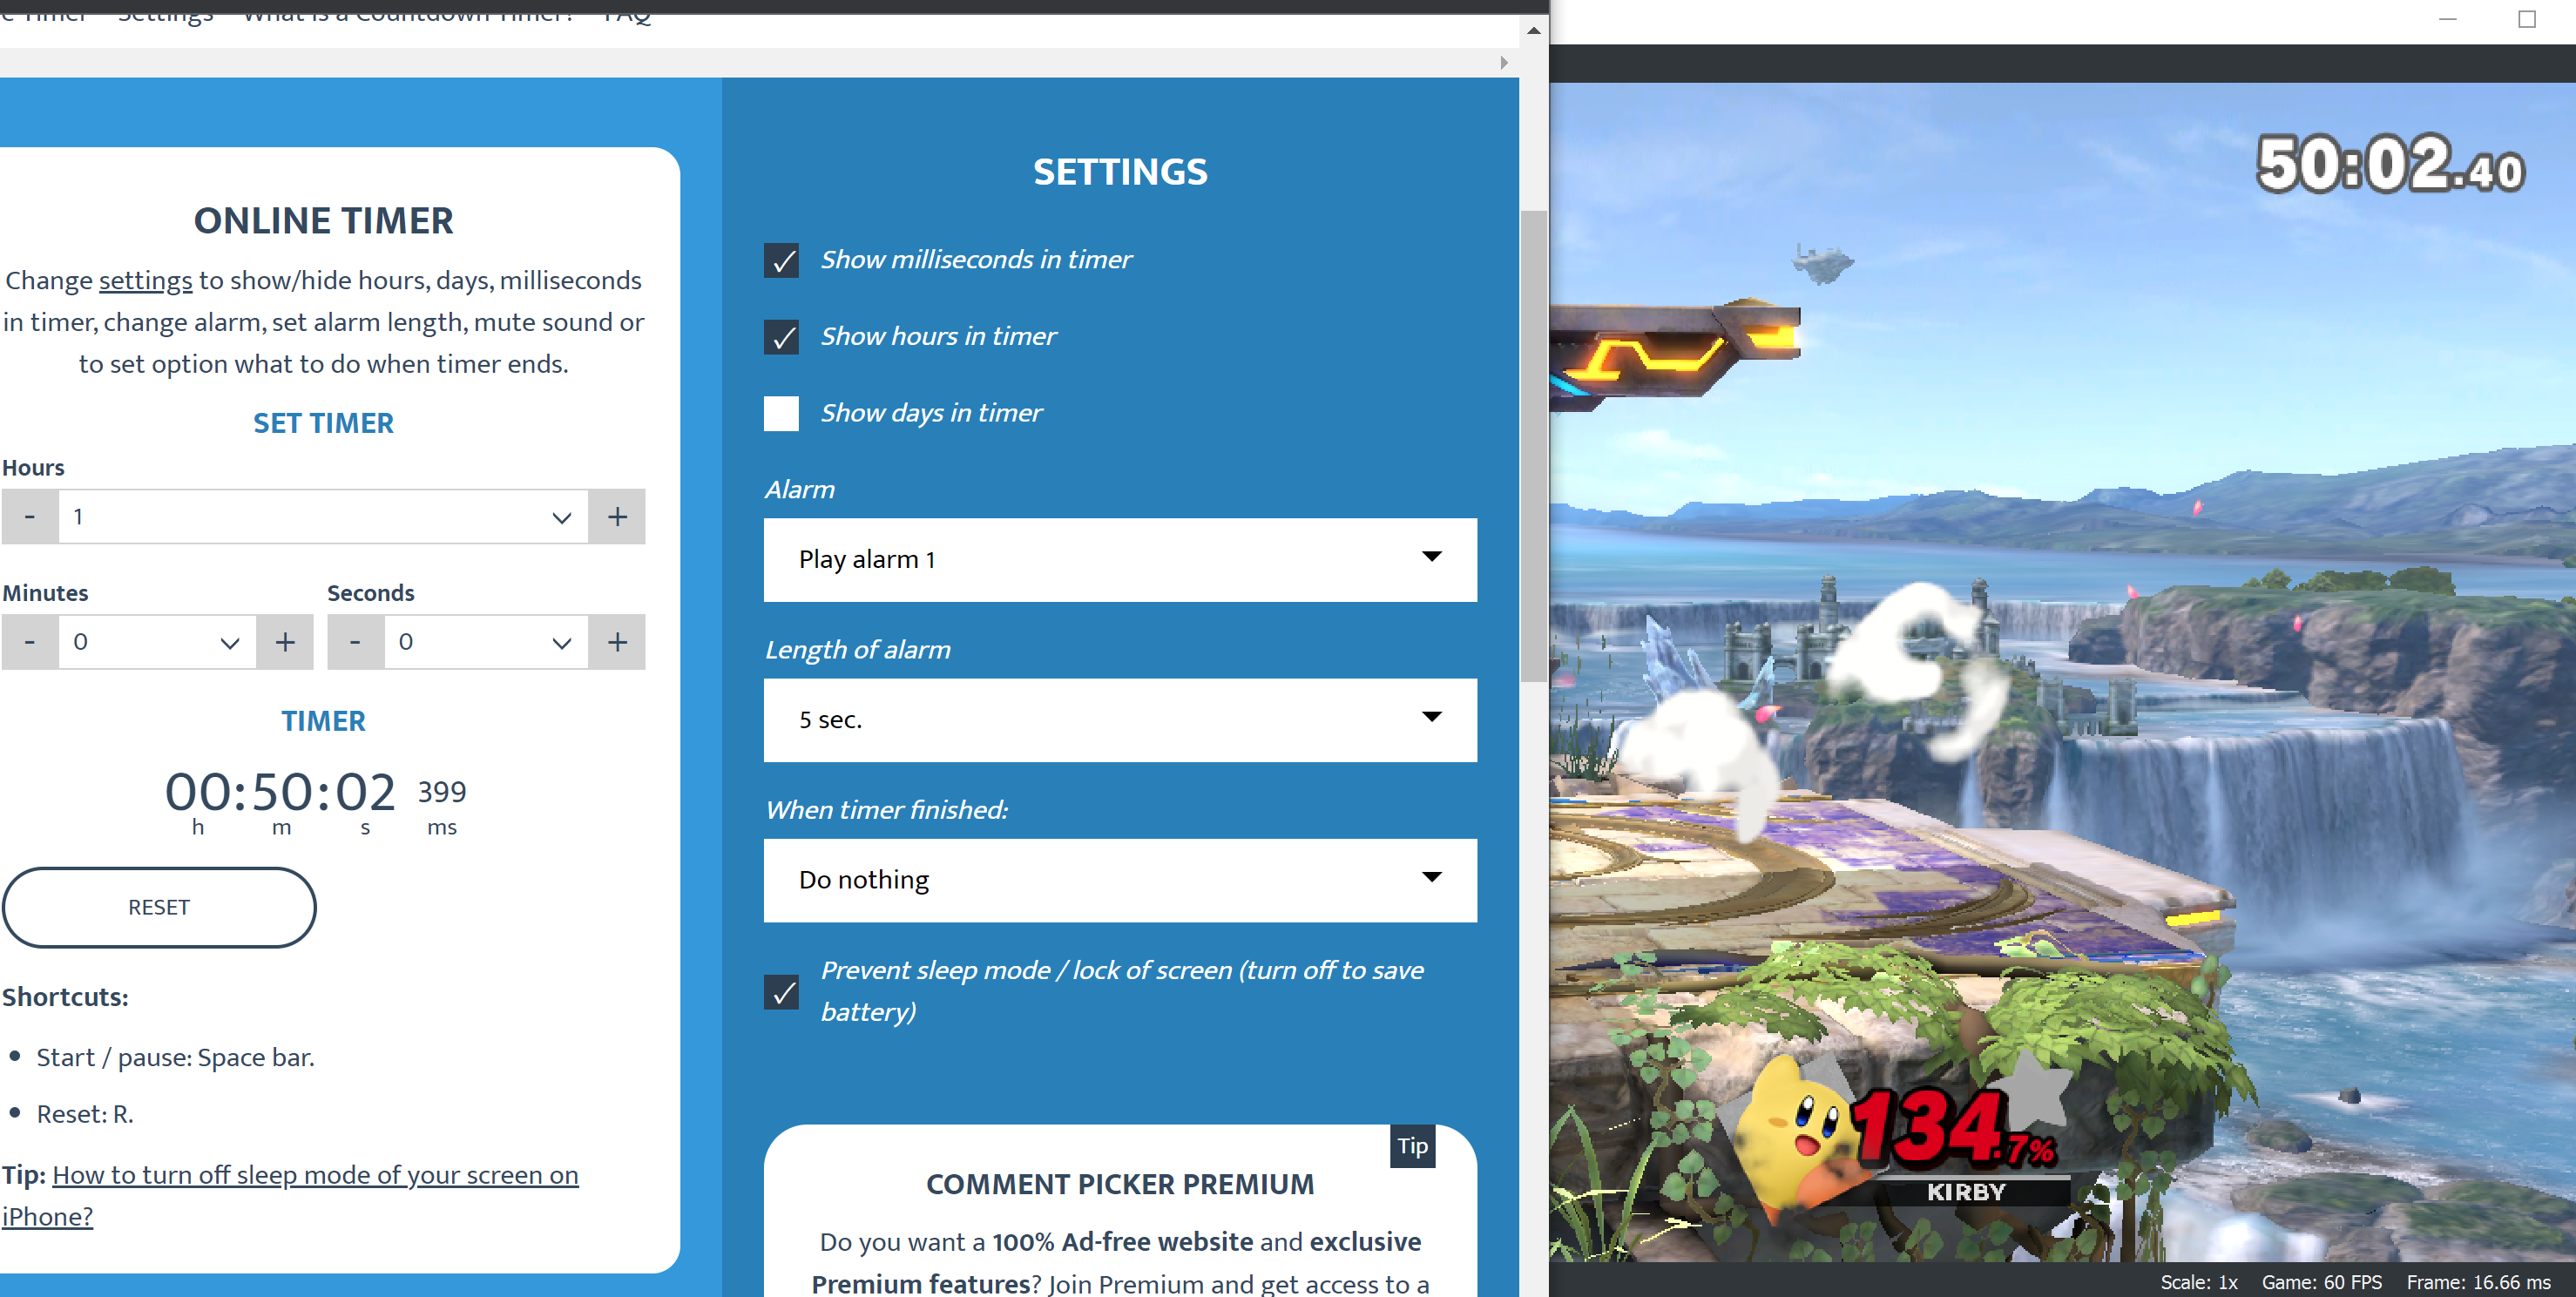 Settings What is a Countdown Timer? FAQ
ONLINE TIMER
Change settings to show/hide hours, days, milliseconds
in timer, change alarm, set alarm length, mute sound or
to set option what to do when timer ends.
SET TIMER
Hours
- 1 +
Minutes Seconds
- 0 + - 0 +
TIMER
00:50:02 399
h m s ms
RESET
Shortcuts:
• Start / pause: Space bar.
• Reset: R.
Tip: How to turn off sleep mode of your screen on
iPhone?
SETTINGS
Show milliseconds in timer
Show hours in timer
Show days in timer
Alarm
Play alarm 1
Length of alarm
5 sec.
When timer finished:
Do nothing
Prevent sleep mode / lock of screen (turn off to save
battery)
Tip
COMMENT PICKER PREMIUM
Do you want a 100% Ad-free website and exclusive
Premium features? Join Premium and get access to a
50:02.40
134.7%
KIRBY
Scale: 1x Game: 60 FPS Frame: 16.66 ms